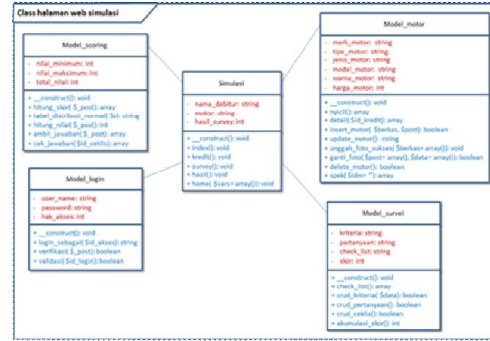 Class halaman web simulasi
Model_scoring
- nilai_minimum: int
- nilai_maksimum: int
- total_nilai: int
+ __construct(): void
+ hitung_skor( $_post): array
+ tabel_distribusi_normal( $c): string
+ hitung_nilai( $_post): int
+ ambil_jawaban( $_post): array
+ cek_jawaban( $id_ceklis): array
Simulasi
- nama_debitur: string
- motor: string
- hasil_survey: int
+ __construct(): void
+ index(): void
+ kredit(): void
+ survey(): void
+ hasil(): void
+ home( $vars= array()): void
Model_motor
- merk_motor: string
- tipe_motor: string
- jenis_motor: string
- model_motor: string
- warna_motor: string
- harga_motor: int
+ __construct(): void
+ nyicil(): array
+ detail( $id_kredit): array
+ insert_motor( $berkas, $post): boolean
+ update_motor(): string
+ unggah_foto_sukses( $berkas= array()): void
+ ganti_foto( $post= array(), $data= array()): boolean
+ delete_motor(): boolean
+ spek( $idm= ''): array
Model_login
- user_name: string
- password: string
- hak_akses: int
+ __construct(): void
+ login_sebagai( $id_akses): string
+ verifikasi( $_post): boolean
+ validasi( $id_login): boolean
Model_survei
- kriteria: string
- pertanyaan: string
- check_list: string
- skor: int
+ __construct(): void
+ check_list(): array
+ crud_kriteria( $data): boolean
+ crud_pertanyaan(): boolean
+ crud_ceklis(): boolean
+ akumulasi_skor(): int